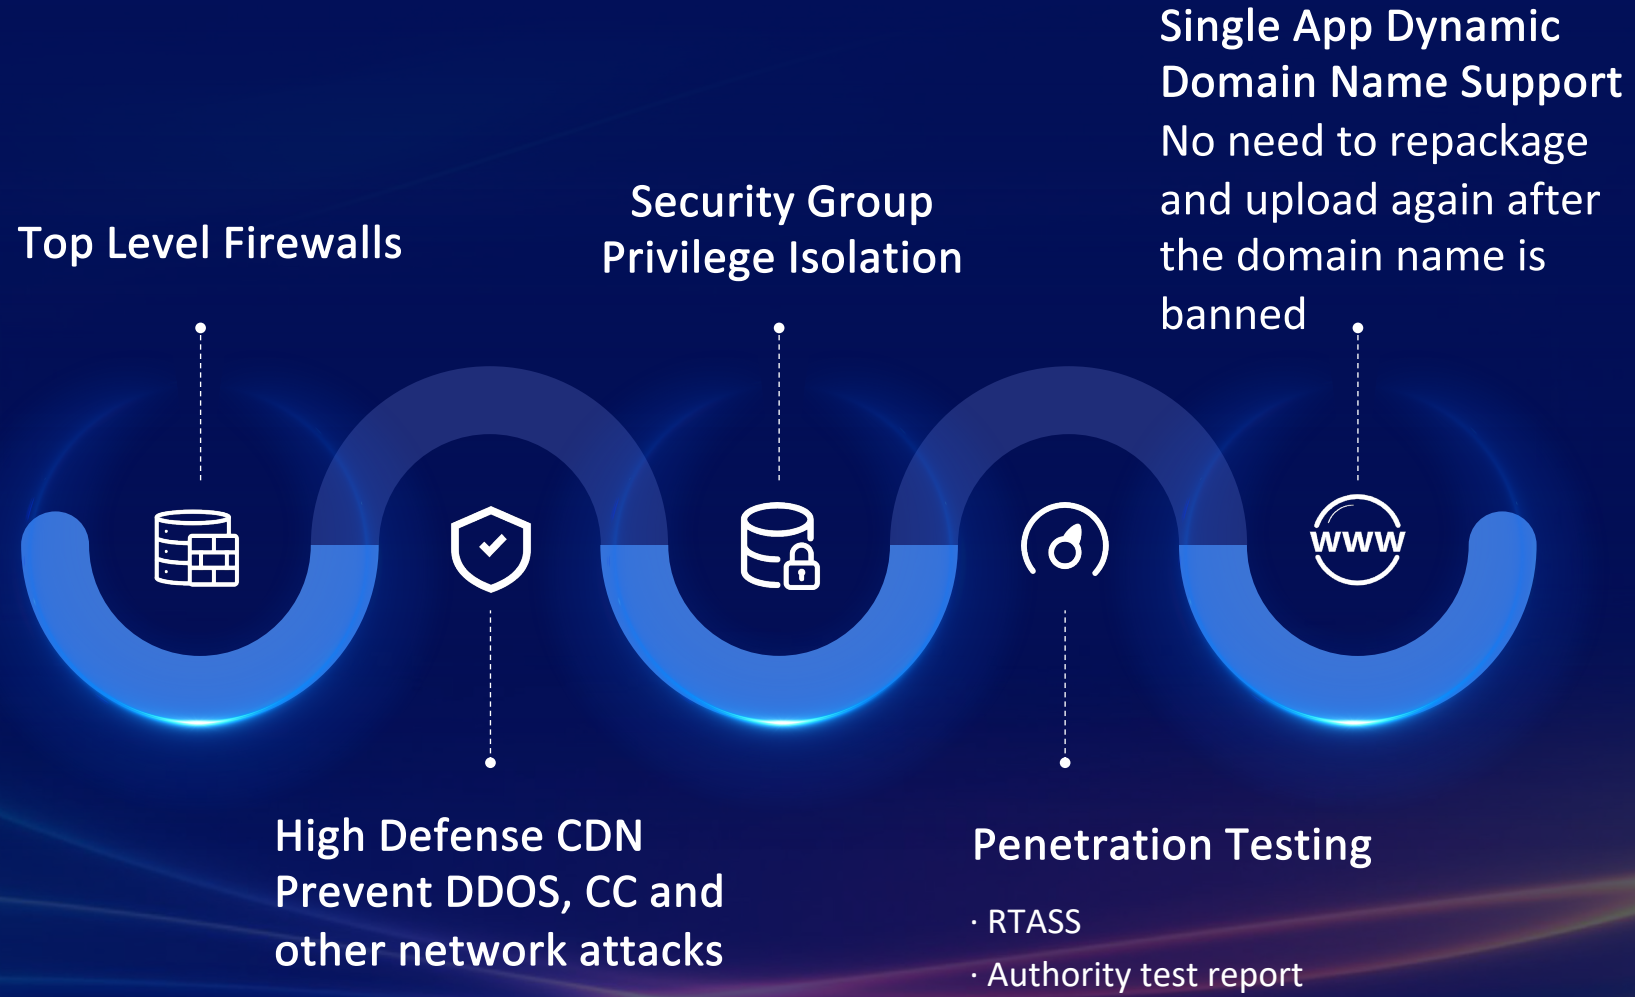 Top Level Firewalls
High Defense CDN
Prevent DDOS, CC and
other network attacks
Security Group
Privilege Isolation
Penetration Testing
· RTASS
· Authority test report
Single App Dynamic
Domain Name Support
No need to repackage
and upload again after
the domain name is
banned
www